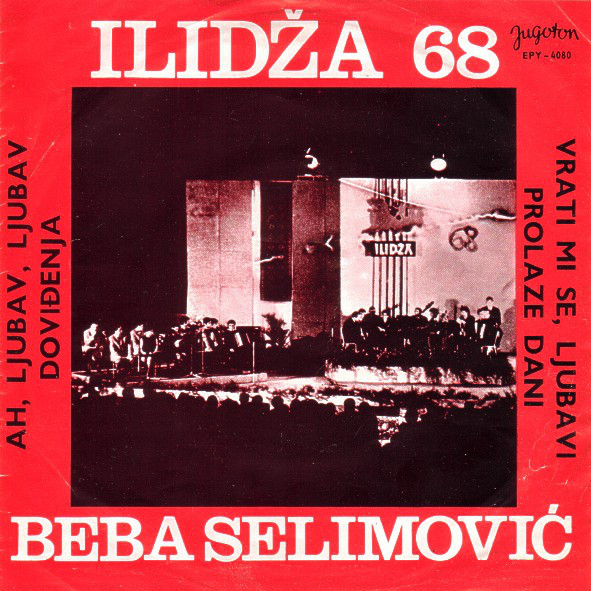 ILIDŽA 68
Jugoton
EPY-4080
AH, LJUBAV, LJUBAV
DOVIĐENJA
ILIDŽA
68
VRATI MI SE, LJUBAVI
PROLAZE DANI
BEBA SELIMOVIĆ